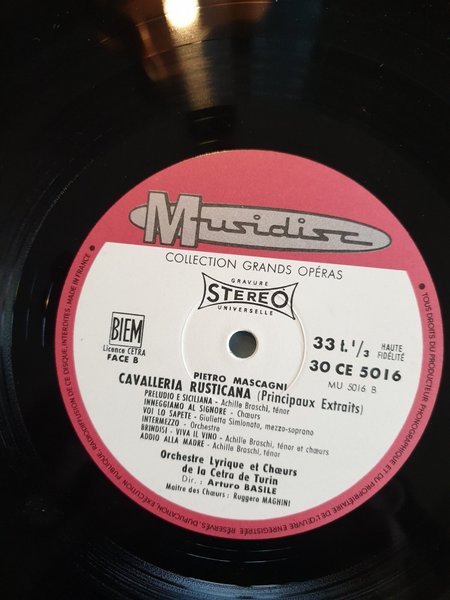 Musidisc
COLLECTION GRANDS OPÉRAS
GRAVURE
STEREO
UNIVERSELLE
BIEM
Licence CETRA
FACE B
33 t. 1/3 HAUTE FIDÉLITÉ
30 CE 5016
MU 5016 B
PIETRO MASCAGNI
CAVALLERIA RUSTICANA (Principaux Extraits)
PRELUDIO E SICILIANA - Achille Braschi, ténor
INNEGGIAMO AL SIGNORE - Chœurs
VOI LO SAPETE - Giulietta Simionato, mezzo-soprano
INTERMEZZO - Orchestre
BRINDISI - VIVA IL VINO - Achille Braschi, ténor et chœurs
ADDIO ALLA MADRE - Achille Braschi, ténor
Orchestre Lyrique et Chœurs
de la Cetra de Turin
Dir. : Arturo BASILE
Maître des Chœurs : Ruggero MAGHINI
TOUS DROITS DU PRODUCTEUR PHONOGRAPHIQUE ET DU PROPRIÉTAIRE DE L'ŒUVRE ENREGISTRÉE RÉSERVÉS, DUPLICATION, EXÉCUTION PUBLIQUE, RADIODIFFUSION DE CE DISQUE, INTERDITES, MADE IN FRANCE